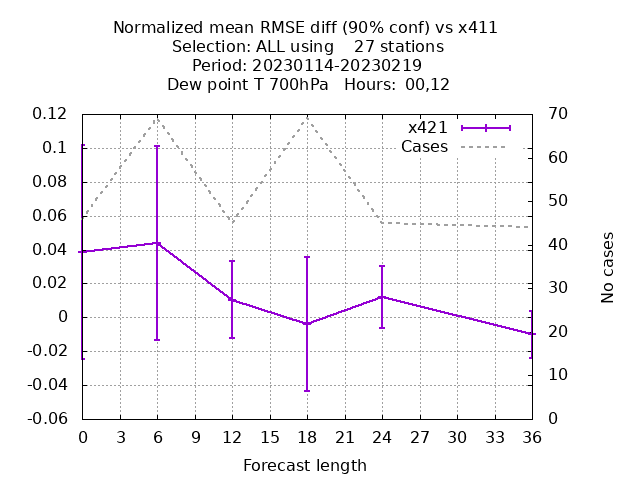 Normalized mean RMSE diff (90% conf) vs x411
Selection: ALL using    27 stations
Period: 20230114-20230219
Dew point T 700hPa   Hours:  00,12
0.12
0.1
0.08
0.06
0.04
0.02
0
-0.02
-0.04
-0.06
x421
Cases
70
60
50
40
30
20
10
0
No cases
0 3 6 9 12 15 18 21 24 27 30 33 36
Forecast length